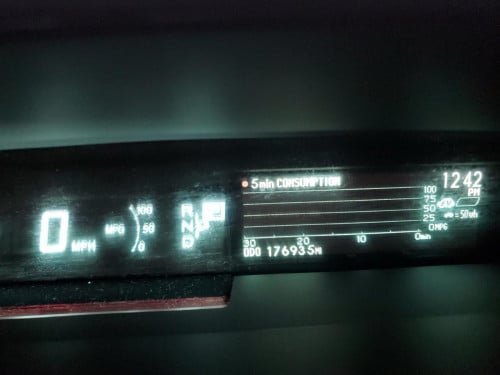 0 MPH
MPG
100
50
0
R
N
D
P
5min CONSUMPTION
100
75
50
25
0MPG
30 20 10 0min
ODO 176935MI
12:42
PM
= 50wh